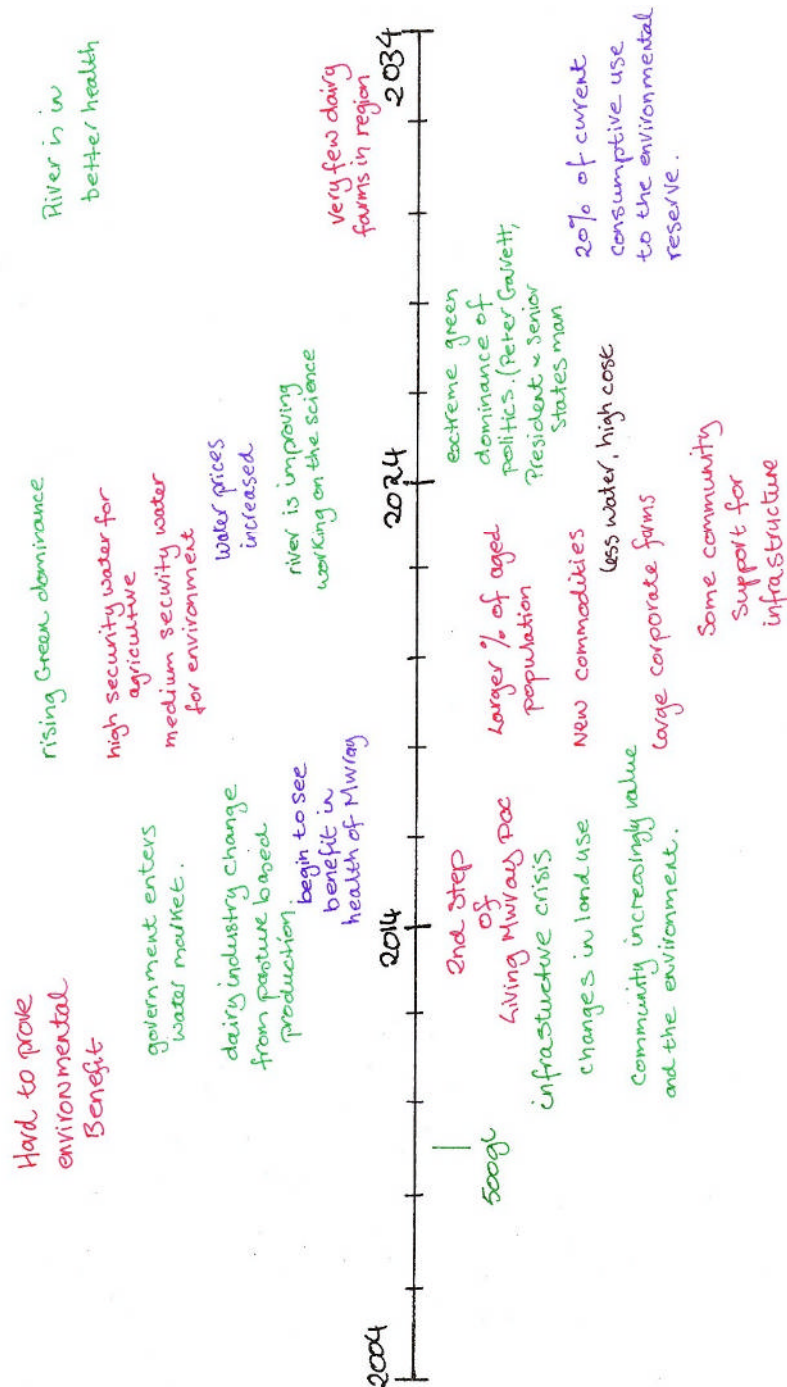 Hard to prove
environmental
Benefit
government enters
water market.
dairy industry change
from pasture based
production.
begin to see
benefit in
health of Murray
rising Green dominance
high security water for
agriculture
medium security water
for environment
water prices
increased
river is improving
working on the science
River is in
better health
very few dairy
farms in region
2004
2014
2024
2034
500gL
2nd Step
of
Living Murray DOC
infrastructure crisis
changes in land use
community increasingly value
and the environment.
Larger % of aged
population
New commodities
Large corporate farms
less water, high cost
Some community
support for
infrastructure
extreme green
dominance of
politics. (Peter Garrett,
President & Senior
States man
20% of current
consumptive use
to the environmental
reserve.